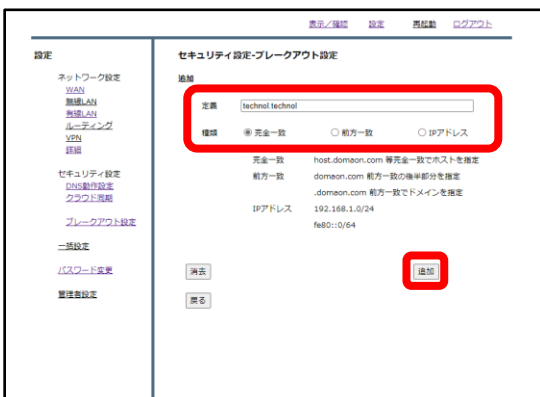 表示／確認 設定 再起動 ログアウト
設定
ネットワーク設定
WAN
無線LAN
有線LAN
ルーティング
VPN
詳細
セキュリティ設定
DNS動作設定
クラウド同期
ブレークアウト設定
一括設定
パスワード変更
管理者設定
セキュリティ設定-ブレークアウト設定
追加
定義 technol.technol
種類 完全一致 前方一致 IPアドレス
完全一致 host.domaon.com 等完全一致でホストを指定
前方一致 domaon.com 前方一致の後半部分を指定
.domaon.com 前方一致でドメインを指定
IPアドレス 192.168.1.0/24
fe80::0/64
消去 追加
戻る